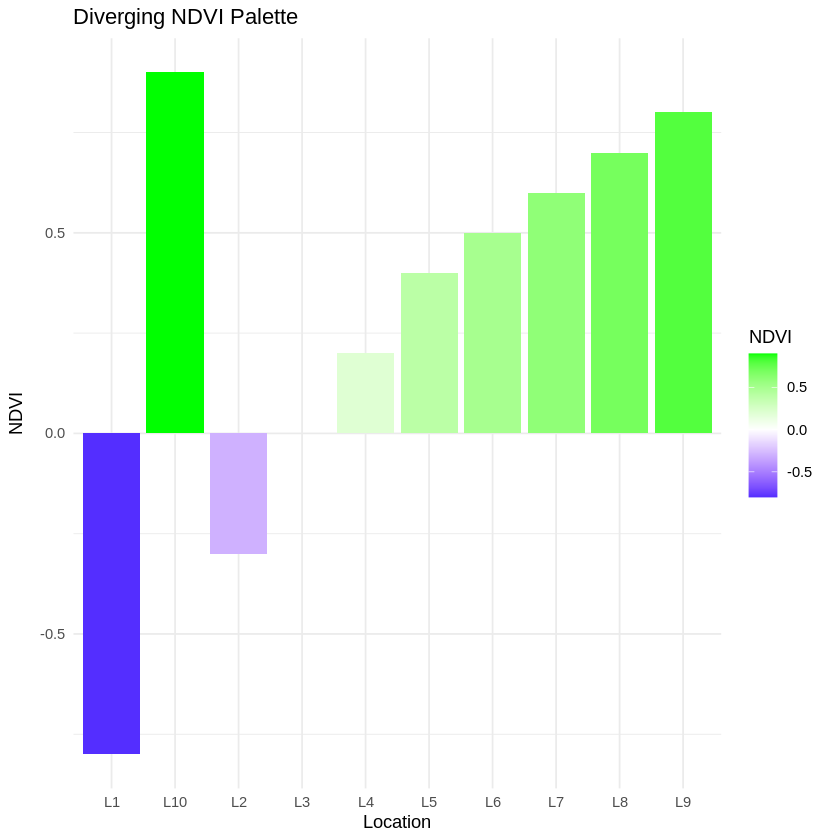 Diverging NDVI Palette
NDVI
0.5
0.0
-0.5
L1 L10 L2 L3 L4 L5 L6 L7 L8 L9
Location
NDVI
0.5
0.0
-0.5